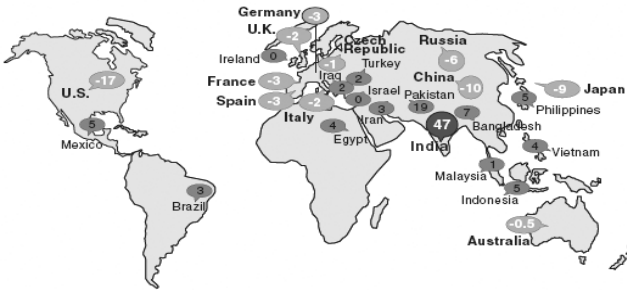 Germany
-3
U.K.
-2
Czech
Republic
-1
Ireland
0
Russia
-6
Turkey
2
Iraq
2
U.S.
-17
France
-3
China
-10
Japan
-9
Israel
0
Pakistan
19
Spain
-3
Italy
-2
Iran
3
Philippines
5
Mexico
5
Egypt
4
India
47
Bangladesh
7
Vietnam
4
Malaysia
1
Indonesia
5
Brazil
3
Australia
-0.5